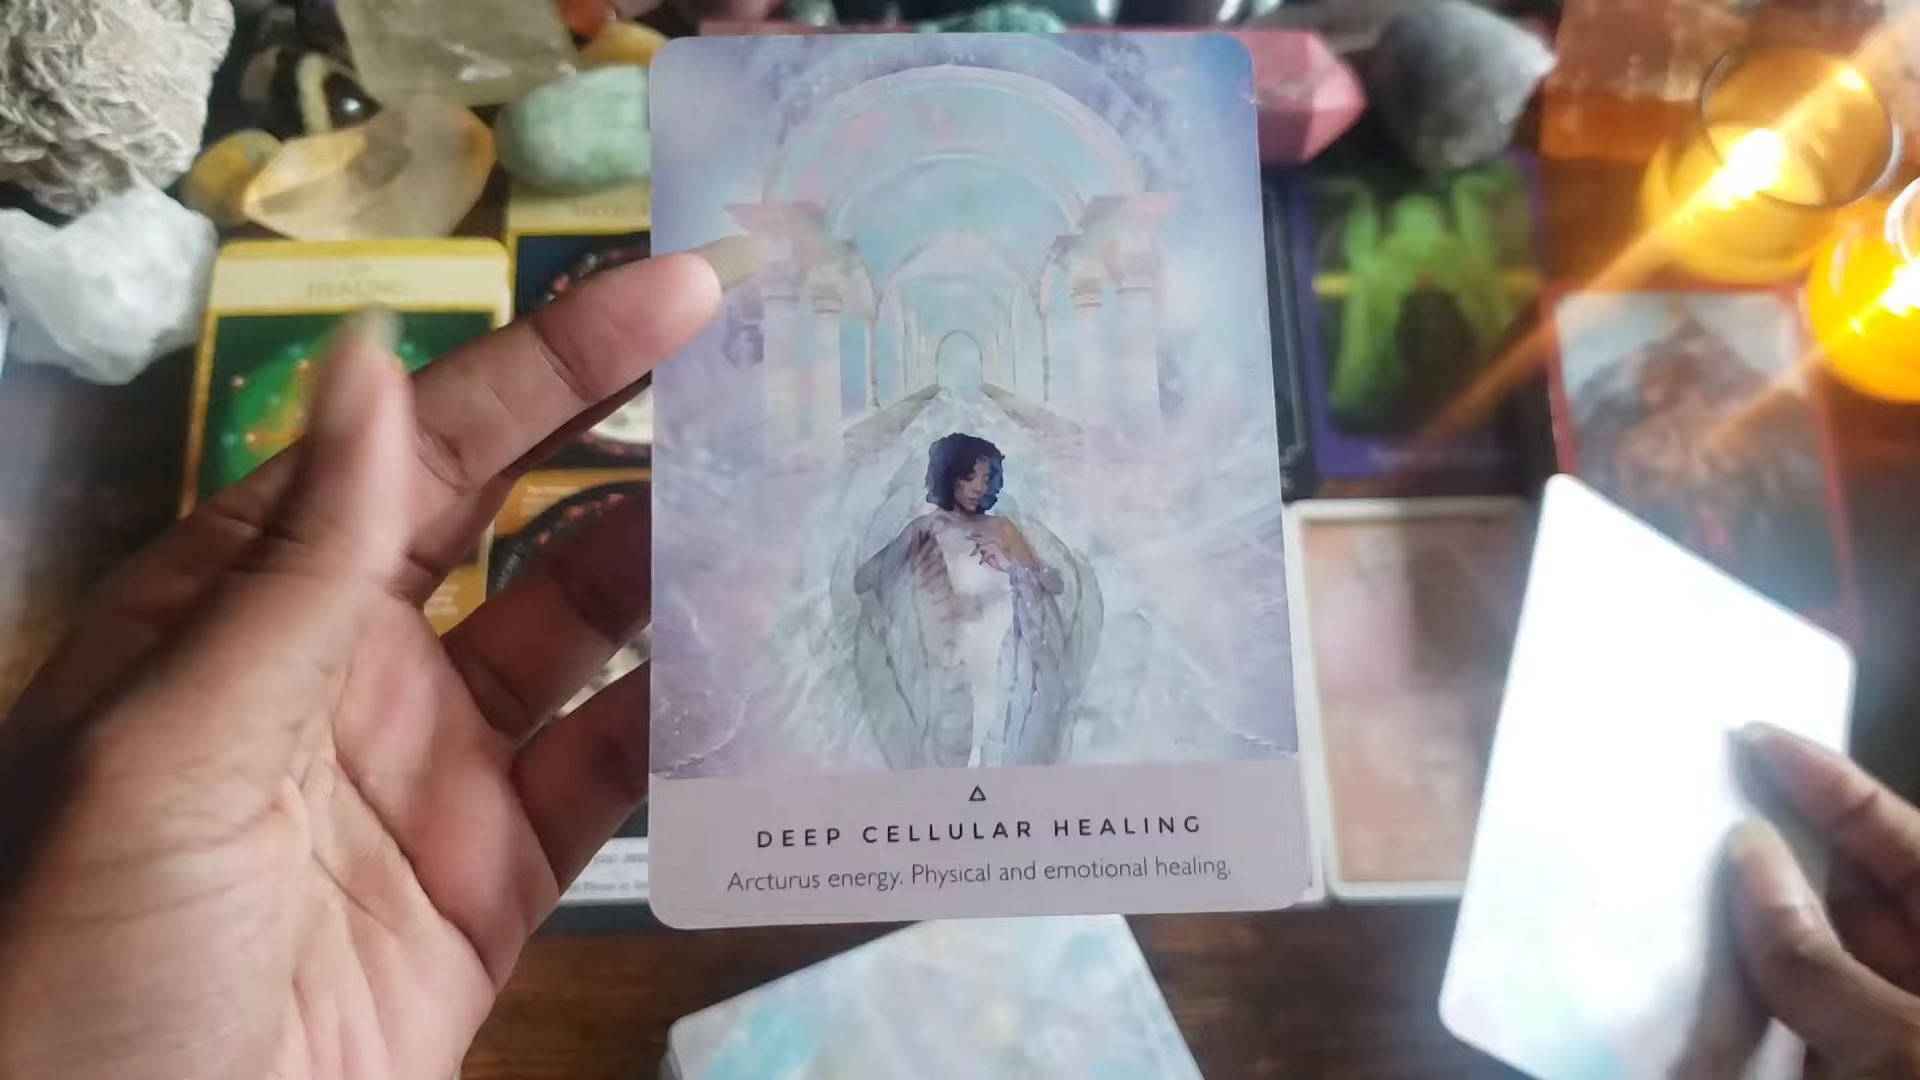 HEALING
DEEP CELLULAR HEALING
Arcturus energy. Physical and emotional healing.